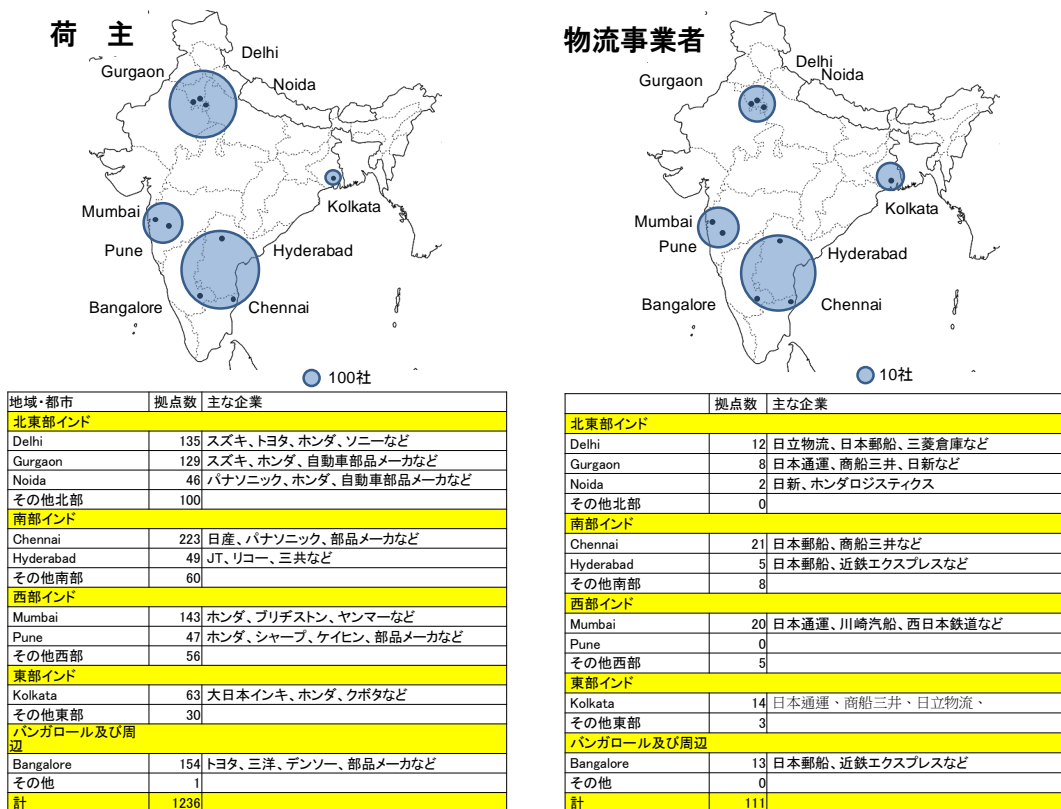 荷 主
Delhi
Gurgaon
Noida
Mumbai
Kolkata
Pune
Hyderabad
Bangalore
Chennai
100社
地域・都市 拠点数 主な企業
北東部インド
Delhi 135 スズキ、トヨタ、ホンダ、ソニーなど
Gurgaon 129 スズキ、ホンダ、自動車部品メーカなど
Noida 46 パナソニック、ホンダ、自動車部品メーカなど
その他北部 100
南部インド
Chennai 223 日産、パナソニック、部品メーカなど
Hyderabad 49 JT、リコー、三共など
その他南部 60
西部インド
Mumbai 143 ホンダ、ブリヂストン、ヤンマーなど
Pune 47 ホンダ、シャープ、ケイヒン、部品メーカなど
その他西部 56
東部インド
Kolkata 63 大日本インキ、ホンダ、クボタなど
その他東部 30
バンガロール及び周
辺
Bangalore 154 トヨタ、三洋、デンソー、部品メーカなど
その他 1
計 1236
物流事業者
Delhi
Noida
Gurgaon
Mumbai
Kolkata
Pune
Hyderabad
Bangalore
Chennai
10社
拠点数 主な企業
北東部インド
Delhi 12 日立物流、日本郵船、三菱倉庫など
Gurgaon 8 日本通運、商船三井、日新など
Noida 2 日新、ホンダロジスティクス
その他北部 0
南部インド
Chennai 21 日本郵船、商船三井など
Hyderabad 5 日本郵船、近鉄エクスプレスなど
その他南部 8
西部インド
Mumbai 20 日本通運、川崎汽船、西日本鉄道など
Pune 0
その他西部 5
東部インド
Kolkata 14 日本通運、商船三井、日立物流、
その他東部 3
バンガロール及び周辺
Bangalore 13 日本郵船、近鉄エクスプレスなど
その他 0
計 111